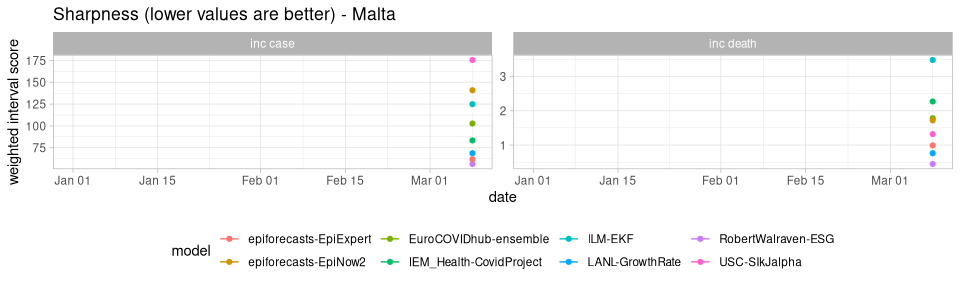 Sharpness (lower values are better) - Malta
inc case
inc death
weighted interval score
175
150
125
100
75
3
2
1
Jan 01
Jan 15
Feb 01
Feb 15
Mar 01
Jan 01
Jan 15
Feb 01
Feb 15
Mar 01
date
model
epiforecasts-EpiExpert
EuroCOVIDhub-ensemble
ILM-EKF
RobertWalraven-ESG
epiforecasts-EpiNow2
IEM_Health-CovidProject
LANL-GrowthRate
USC-SIkJalpha